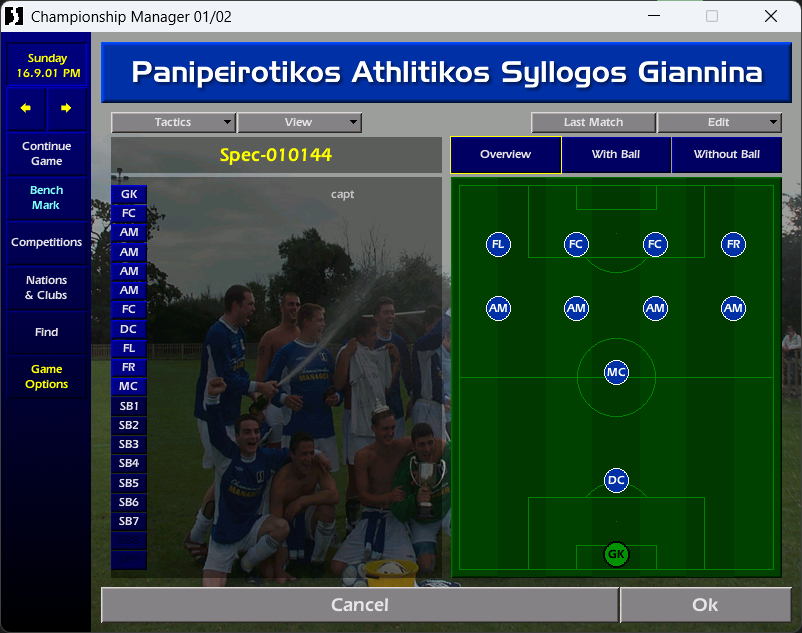 Championship Manager 01/02
Sunday
16.9.01 PM
Continue
Game
Bench
Mark
Competitions
Nations
& Clubs
Find
Game
Options
Panipeirotikos Athlitikos Syllogos Giannina
Tactics
View
Last Match
Edit
Spec-010144
Overview
With Ball
Without Ball
GK
capt
FC
AM
AM
AM
AM
FC
DC
FL
FR
MC
SB1
SB2
SB3
SB4
SB5
SB6
SB7
FL FC FC FR
AM AM AM AM
MC
DC
GK
Cancel
Ok